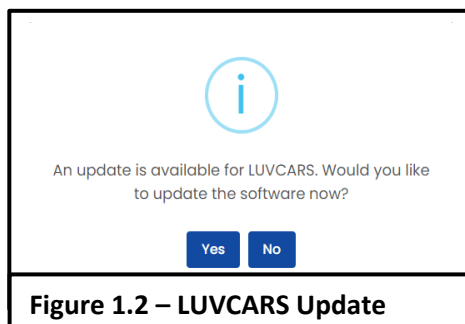 An update is available for LUVCARS. Would you like
to update the software now?
Yes No
Figure 1.2 – LUVCARS Update